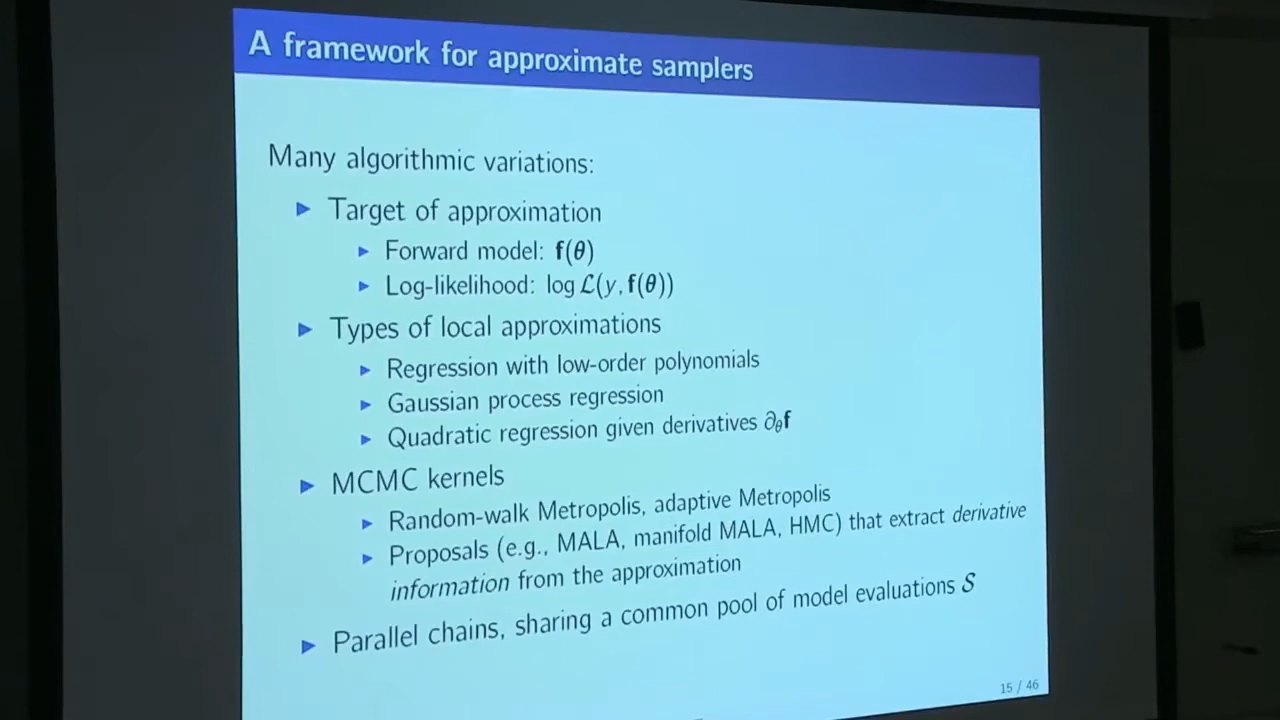 A framework for approximate samplers
Many algorithmic variations:
Target of approximation
Forward model: f(θ)
Log-likelihood: log ℒ(y, f(θ))
Types of local approximations
Regression with low-order polynomials
Gaussian process regression
Quadratic regression given derivatives ∂θf
MCMC kernels
Random-walk Metropolis, adaptive Metropolis
Proposals (e.g., MALA, manifold MALA, HMC) that extract derivative
information from the approximation
Parallel chains, sharing a common pool of model evaluations 𝒮
15 / 46